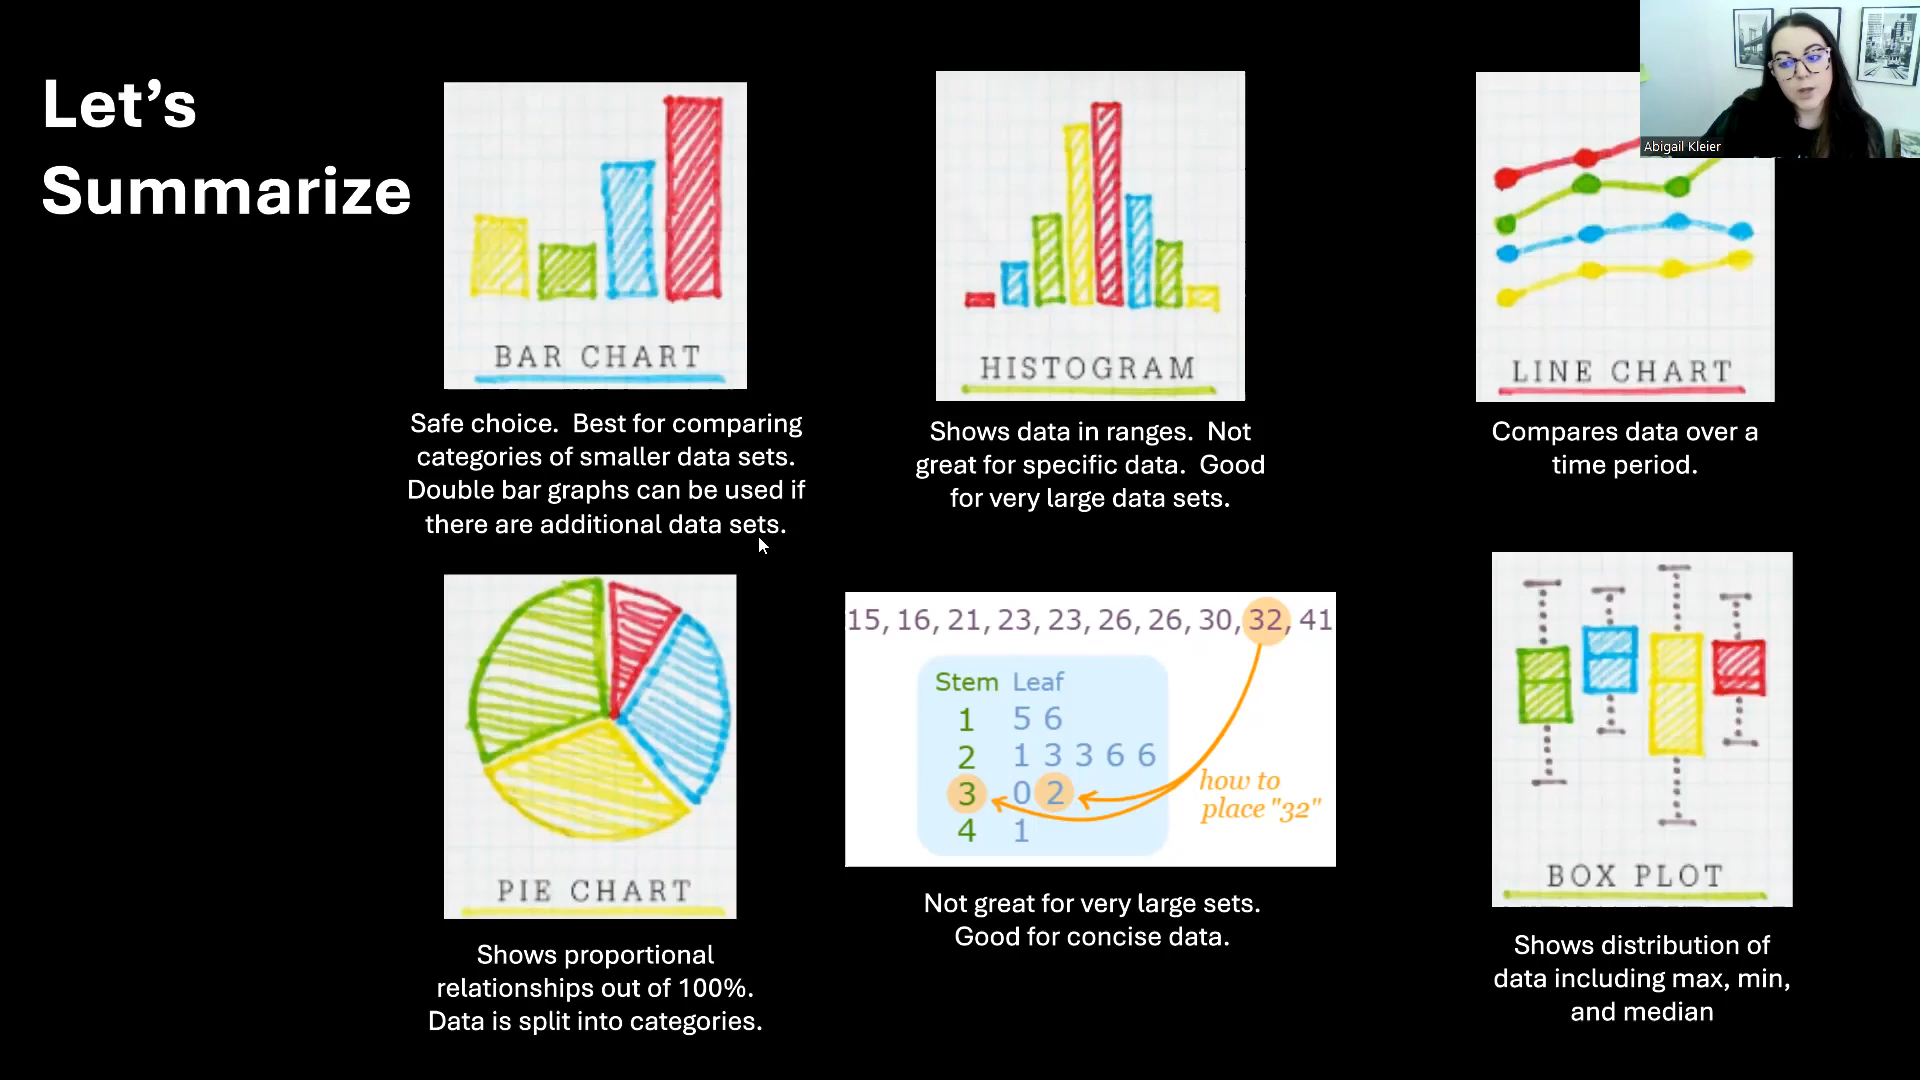 Let's
Summarize
Abigail Kleier
BAR CHART
Safe choice.  Best for comparing
categories of smaller data sets.
Double bar graphs can be used if
there are additional data sets.
HISTOGRAM
Shows data in ranges.  Not
great for specific data.  Good
for very large data sets.
LINE CHART
Compares data over a
time period.
PIE CHART
Shows proportional
relationships out of 100%.
Data is split into categories.
15, 16, 21, 23, 23, 26, 26, 30, 32, 41
Stem Leaf
1 5 6
2 1 3 3 6 6
3 0 2
4 1
how to
place "32"
Not great for very large sets.
Good for concise data.
BOX PLOT
Shows distribution of
data including max, min,
and median